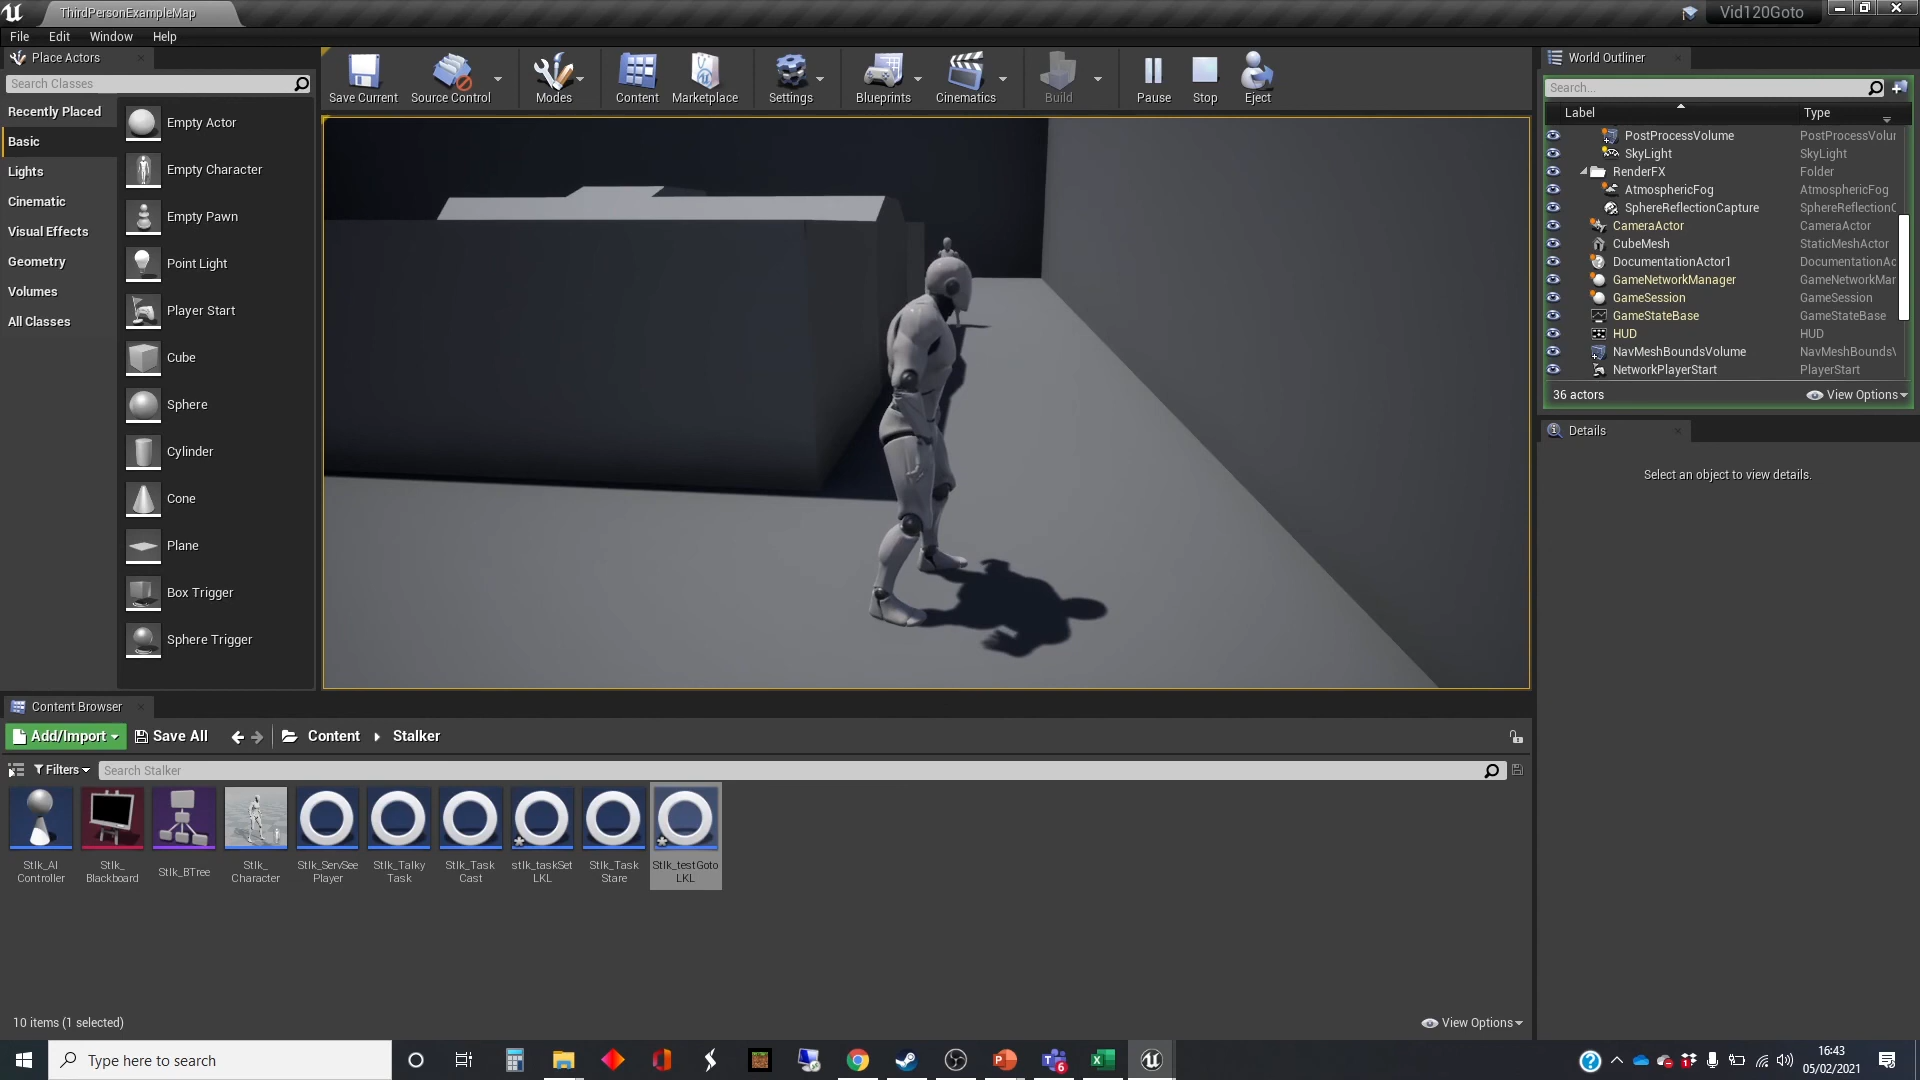 ThirdPersonExampleMap
Vid120Goto
File Edit Window Help
Place Actors
Search Classes
Recently Placed
Basic
Lights
Cinematic
Visual Effects
Geometry
Volumes
All Classes
Empty Actor
Empty Character
Empty Pawn
Point Light
Player Start
Cube
Sphere
Cylinder
Cone
Plane
Box Trigger
Sphere Trigger
Save Current
Source Control
Modes
Content
Marketplace
Settings
Blueprints
Cinematics
Build
Pause
Stop
Eject
World Outliner
Search...
Label Type
PostProcessVolume PostProcessVolur
SkyLight SkyLight
RenderFX Folder
AtmosphericFog AtmosphericFog
SphereReflectionCapture SphereReflectionC
CameraActor CameraActor
CubeMesh StaticMeshActor
DocumentationActor1 DocumentationAc
GameNetworkManager GameNetworkMar
GameSession GameSession
GameStateBase GameStateBase
HUD HUD
NavMeshBoundsVolume NavMeshBoundsV
NetworkPlayerStart PlayerStart
36 actors
View Options
Details
Select an object to view details.
Content Browser
Add/Import
Save All
Content
Stalker
Filters
Search Stalker
Stlk_AI
Controller
Stlk_
Blackboard
Stlk_BTree
Stlk_
Character
Stlk_ServSee
Player
Stlk_Talky
Task
Stlk_Task
Cast
stlk_taskSet
LKL
Stlk_Task
Stare
Stlk_testGoto
LKL
10 items (1 selected)
View Options
Type here to search
6
16:43
05/02/2021